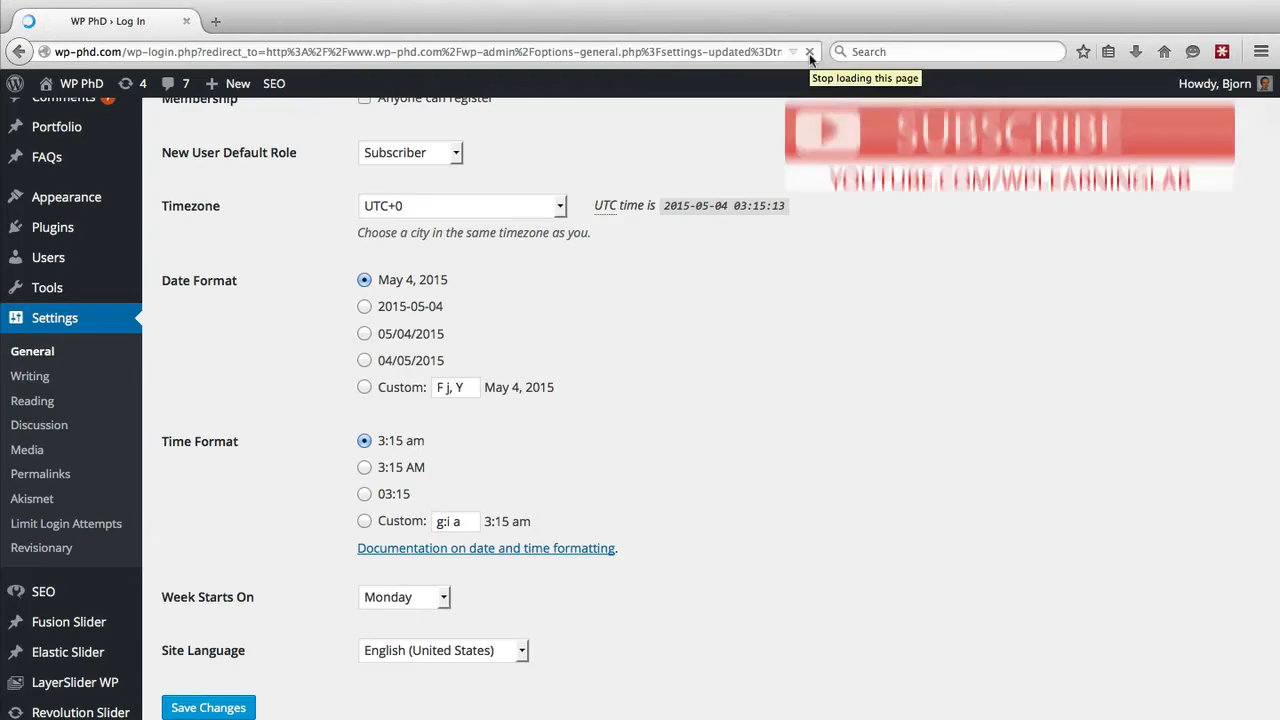 WP PhD › Log In
wp-phd.com/wp-login.php?redirect_to=http%3A%2F%2Fwww.wp-phd.com%2Fwp-admin%2Foptions-general.php%3Fsettings-updated%3Dtr
Search
Stop loading this page
WP PhD
4
7
New
SEO
Howdy, Bjorn
Comments
Membership
Anyone can register
SUBSCRIBE
YOUTUBE.COM/WPLEARNINGLAB
Portfolio
FAQs
Appearance
Plugins
Users
Tools
Settings
General
Writing
Reading
Discussion
Media
Permalinks
Akismet
Limit Login Attempts
Revisionary
SEO
Fusion Slider
Elastic Slider
LayerSlider WP
Revolution Slider
New User Default Role
Subscriber
Timezone
UTC+0
UTC time is 2015-05-04 03:15:13
Choose a city in the same timezone as you.
Date Format
May 4, 2015
2015-05-04
05/04/2015
04/05/2015
Custom: F j, Y May 4, 2015
Time Format
3:15 am
3:15 AM
03:15
Custom: g:i a 3:15 am
Documentation on date and time formatting.
Week Starts On
Monday
Site Language
English (United States)
Save Changes